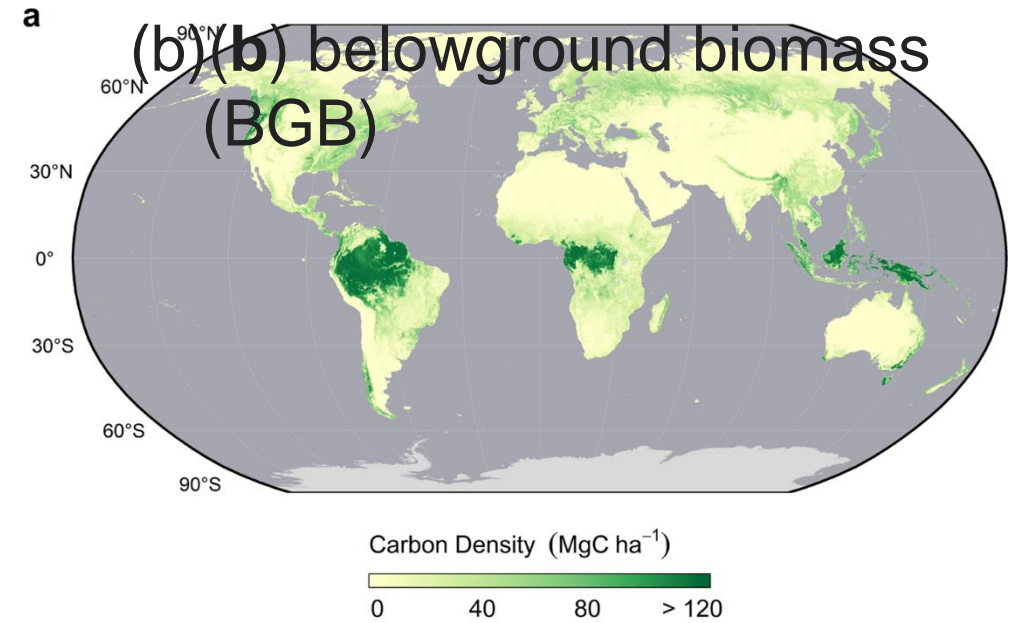 a
90°N
(b)(b) belowground biomass
60°N
(BGB)
30°N
0°
30°S
60°S
90°S
Carbon Density (MgC ha⁻¹)
0 40 80 > 120